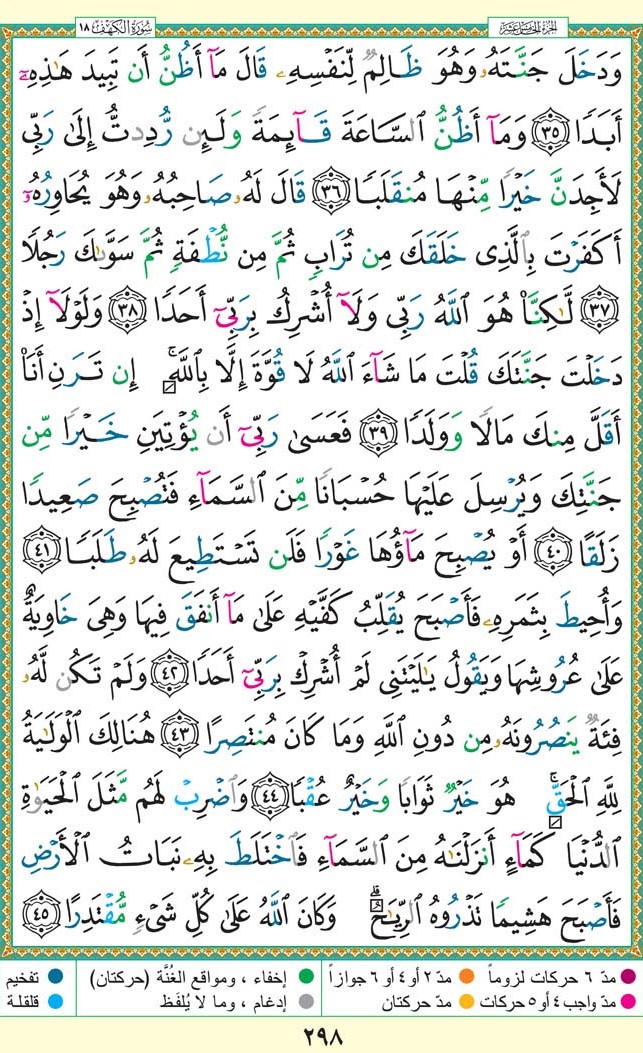 سُورَةُ الكَهْف ١٨
الجزء الخامس عشر
وَدَخَلَ جَنَّتَهُۥ وَهُوَ ظَالِمٌ لِّنَفْسِهِۦ قَالَ مَآ أَظُنُّ أَن تَبِيدَ هَٰذِهِۦٓ
أَبَدًا ٣٥ وَمَآ أَظُنُّ ٱلسَّاعَةَ قَآئِمَةً وَلَئِن رُّدِدتُّ إِلَىٰ رَبِّى
لَأَجِدَنَّ خَيْرًا مِّنْهَا مُنقَلَبًا ٣٦ قَالَ لَهُۥ صَاحِبُهُۥ وَهُوَ يُحَاوِرُهُۥٓ
أَكَفَرْتَ بِٱلَّذِى خَلَقَكَ مِن تُرَابٍ ثُمَّ مِن نُّطْفَةٍ ثُمَّ سَوَّىٰكَ رَجُلًا
٣٧ لَّٰكِنَّا۠ هُوَ ٱللَّهُ رَبِّى وَلَآ أُشْرِكُ بِرَبِّىٓ أَحَدًا ٣٨ وَلَوْلَآ إِذْ
دَخَلْتَ جَنَّتَكَ قُلْتَ مَا شَآءَ ٱللَّهُ لَا قُوَّةَ إِلَّا بِٱللَّهِ ۚ إِن تَرَنِ أَنَا۠
أَقَلَّ مِنكَ مَالًا وَوَلَدًا ٣٩ فَعَسَىٰ رَبِّىٓ أَن يُؤْتِيَنِ خَيْرًا مِّن
جَنَّتِكَ وَيُرْسِلَ عَلَيْهَا حُسْبَانًا مِّنَ ٱلسَّمَآءِ فَتُصْبِحَ صَعِيدًا
زَلَقًا ٤٠ أَوْ يُصْبِحَ مَآؤُهَا غَوْرًا فَلَن تَسْتَطِيعَ لَهُۥ طَلَبًا ٤١
وَأُحِيطَ بِثَمَرِهِۦ فَأَصْبَحَ يُقَلِّبُ كَفَّيْهِ عَلَىٰ مَآ أَنفَقَ فِيهَا وَهِىَ خَاوِيَةٌ
عَلَىٰ عُرُوشِهَا وَيَقُولُ يَٰلَيْتَنِى لَمْ أُشْرِكْ بِرَبِّىٓ أَحَدًا ٤٢ وَلَمْ تَكُن لَّهُۥ
فِئَةٌ يَنصُرُونَهُۥ مِن دُونِ ٱللَّهِ وَمَا كَانَ مُنتَصِرًا ٤٣ هُنَالِكَ ٱلْوَلَٰيَةُ
لِلَّهِ ٱلْحَقِّ ۚ هُوَ خَيْرٌ ثَوَابًا وَخَيْرٌ عُقْبًا ٤٤ وَٱضْرِبْ لَهُم مَّثَلَ ٱلْحَيَوٰةِ
ٱلدُّنْيَا كَمَآءٍ أَنزَلْنَٰهُ مِنَ ٱلسَّمَآءِ فَٱخْتَلَطَ بِهِۦ نَبَاتُ ٱلْأَرْضِ
فَأَصْبَحَ هَشِيمًا تَذْرُوهُ ٱلرِّيَٰحُ ۗ وَكَانَ ٱللَّهُ عَلَىٰ كُلِّ شَىْءٍ مُّقْتَدِرًا ٤٥
مدّ ٦ حركات لزوماً مدّ ٢ أو ٤ أو ٦ جوازاً إخفاء ، ومواقع الغُنَّة (حركتان) تفخيم
مدّ واجب ٤ أو ٥ حركات مدّ حركتان إدغام ، وما لا يُلفَظ قلقلة
٢٩٨